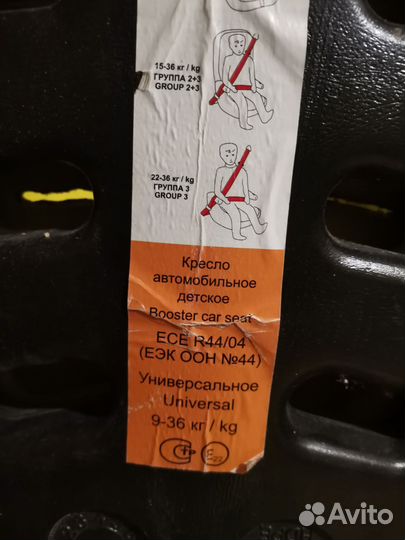 15-36 кг / kg
ГРУППА 2+3
GROUP 2+3
22-36 кг / kg
ГРУППА 3
GROUP 3
Кресло
автомобильное
детское
Booster car seat
ECE R44/04
(ЕЭК ООН №44)
Универсальное
Universal
9-36 кг / kg
E-22
Avito